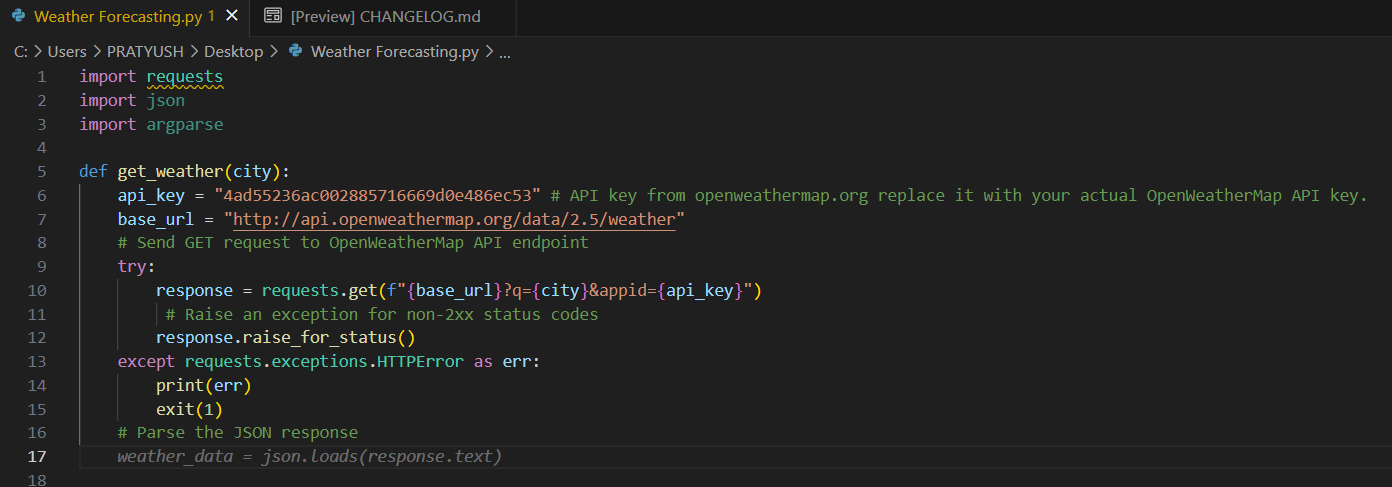 Weather Forecasting.py 1 × [Preview] CHANGELOG.md
C: > Users > PRATYUSH > Desktop > Weather Forecasting.py > ...
1 import requests
2 import json
3 import argparse
4
5 def get_weather(city):
6 api_key = "4ad55236ac002885716669d0e486ec53" # API key from openweathermap.org replace it with your actual OpenWeatherMap API key.
7 base_url = "http://api.openweathermap.org/data/2.5/weather"
8 # Send GET request to OpenWeatherMap API endpoint
9 try:
10 response = requests.get(f"{base_url}?q={city}&appid={api_key}")
11 # Raise an exception for non-2xx status codes
12 response.raise_for_status()
13 except requests.exceptions.HTTPError as err:
14 print(err)
15 exit(1)
16 # Parse the JSON response
17 weather_data = json.loads(response.text)
18